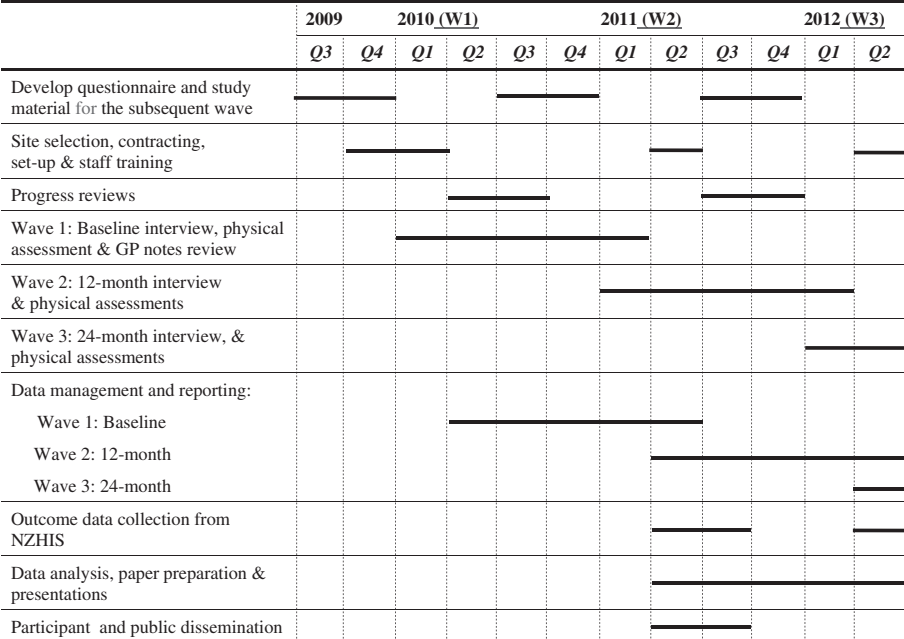 2009 2010 (W1) 2011 (W2) 2012 (W3)
Q3 Q4 Q1 Q2 Q3 Q4 Q1 Q2 Q3 Q4 Q1 Q2
Develop questionnaire and study
material for the subsequent wave
Site selection, contracting,
set-up & staff training
Progress reviews
Wave 1: Baseline interview, physical
assessment & GP notes review
Wave 2: 12-month interview
& physical assessments
Wave 3: 24-month interview, &
physical assessments
Data management and reporting:
Wave 1: Baseline
Wave 2: 12-month
Wave 3: 24-month
Outcome data collection from
NZHIS
Data analysis, paper preparation &
presentations
Participant and public dissemination